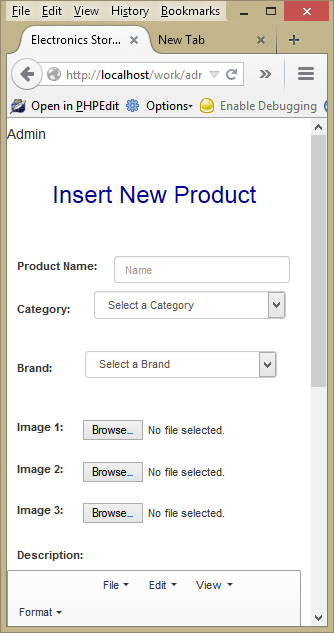 File Edit View History Bookmarks
Electronics Stor... New Tab
http://localhost/work/adr
Open in PHPEdit Options Enable Debugging
Admin
Insert New Product
Product Name: Name
Category: Select a Category
Brand: Select a Brand
Image 1: Browse... No file selected.
Image 2: Browse... No file selected.
Image 3: Browse... No file selected.
Description:
File Edit View
Format